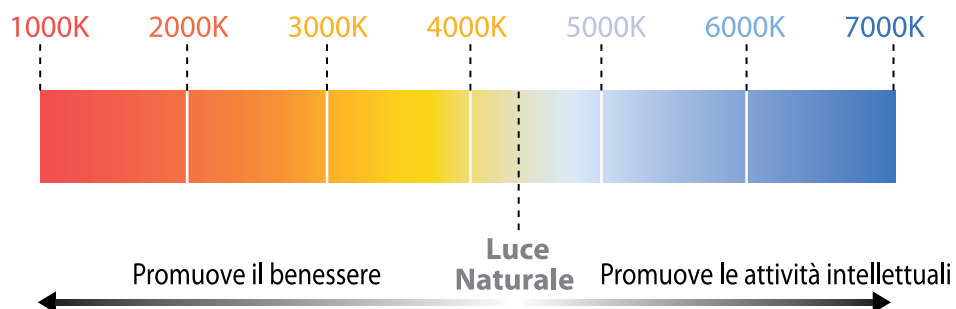 1000K 2000K 3000K 4000K 5000K 6000K 7000K
Luce
Naturale
Promuove il benessere
Promuove le attività intellettuali